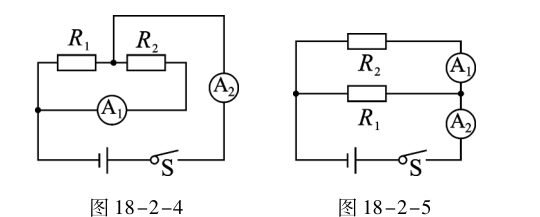 R₁ R₂
A₁
A₂
S
图 18-2-4
R₂
A₁
R₁
A₂
S
图 18-2-5